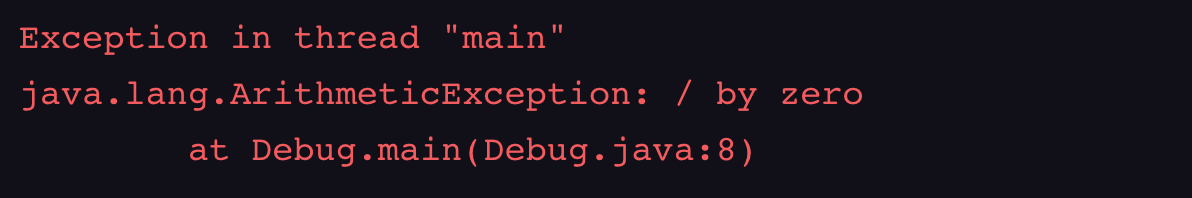 Exception in thread "main"
java.lang.ArithmeticException: / by zero
        at Debug.main(Debug.java:8)